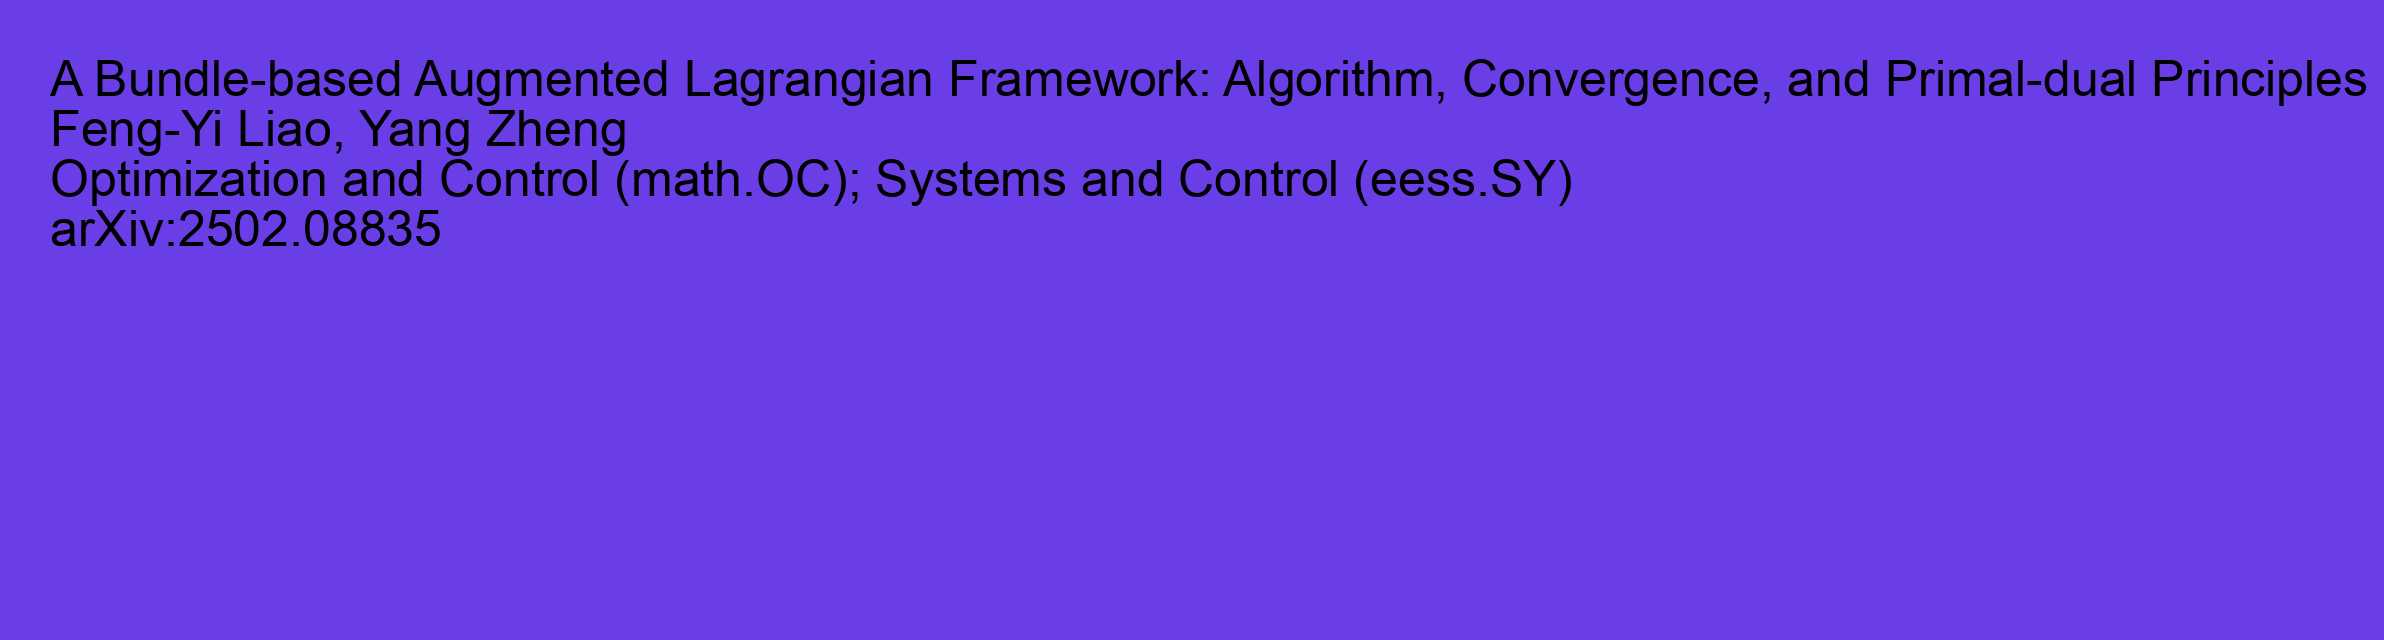 A Bundle-based Augmented Lagrangian Framework: Algorithm, Convergence, and Primal-dual Principles
Feng-Yi Liao, Yang Zheng
Optimization and Control (math.OC); Systems and Control (eess.SY)
arXiv:2502.08835